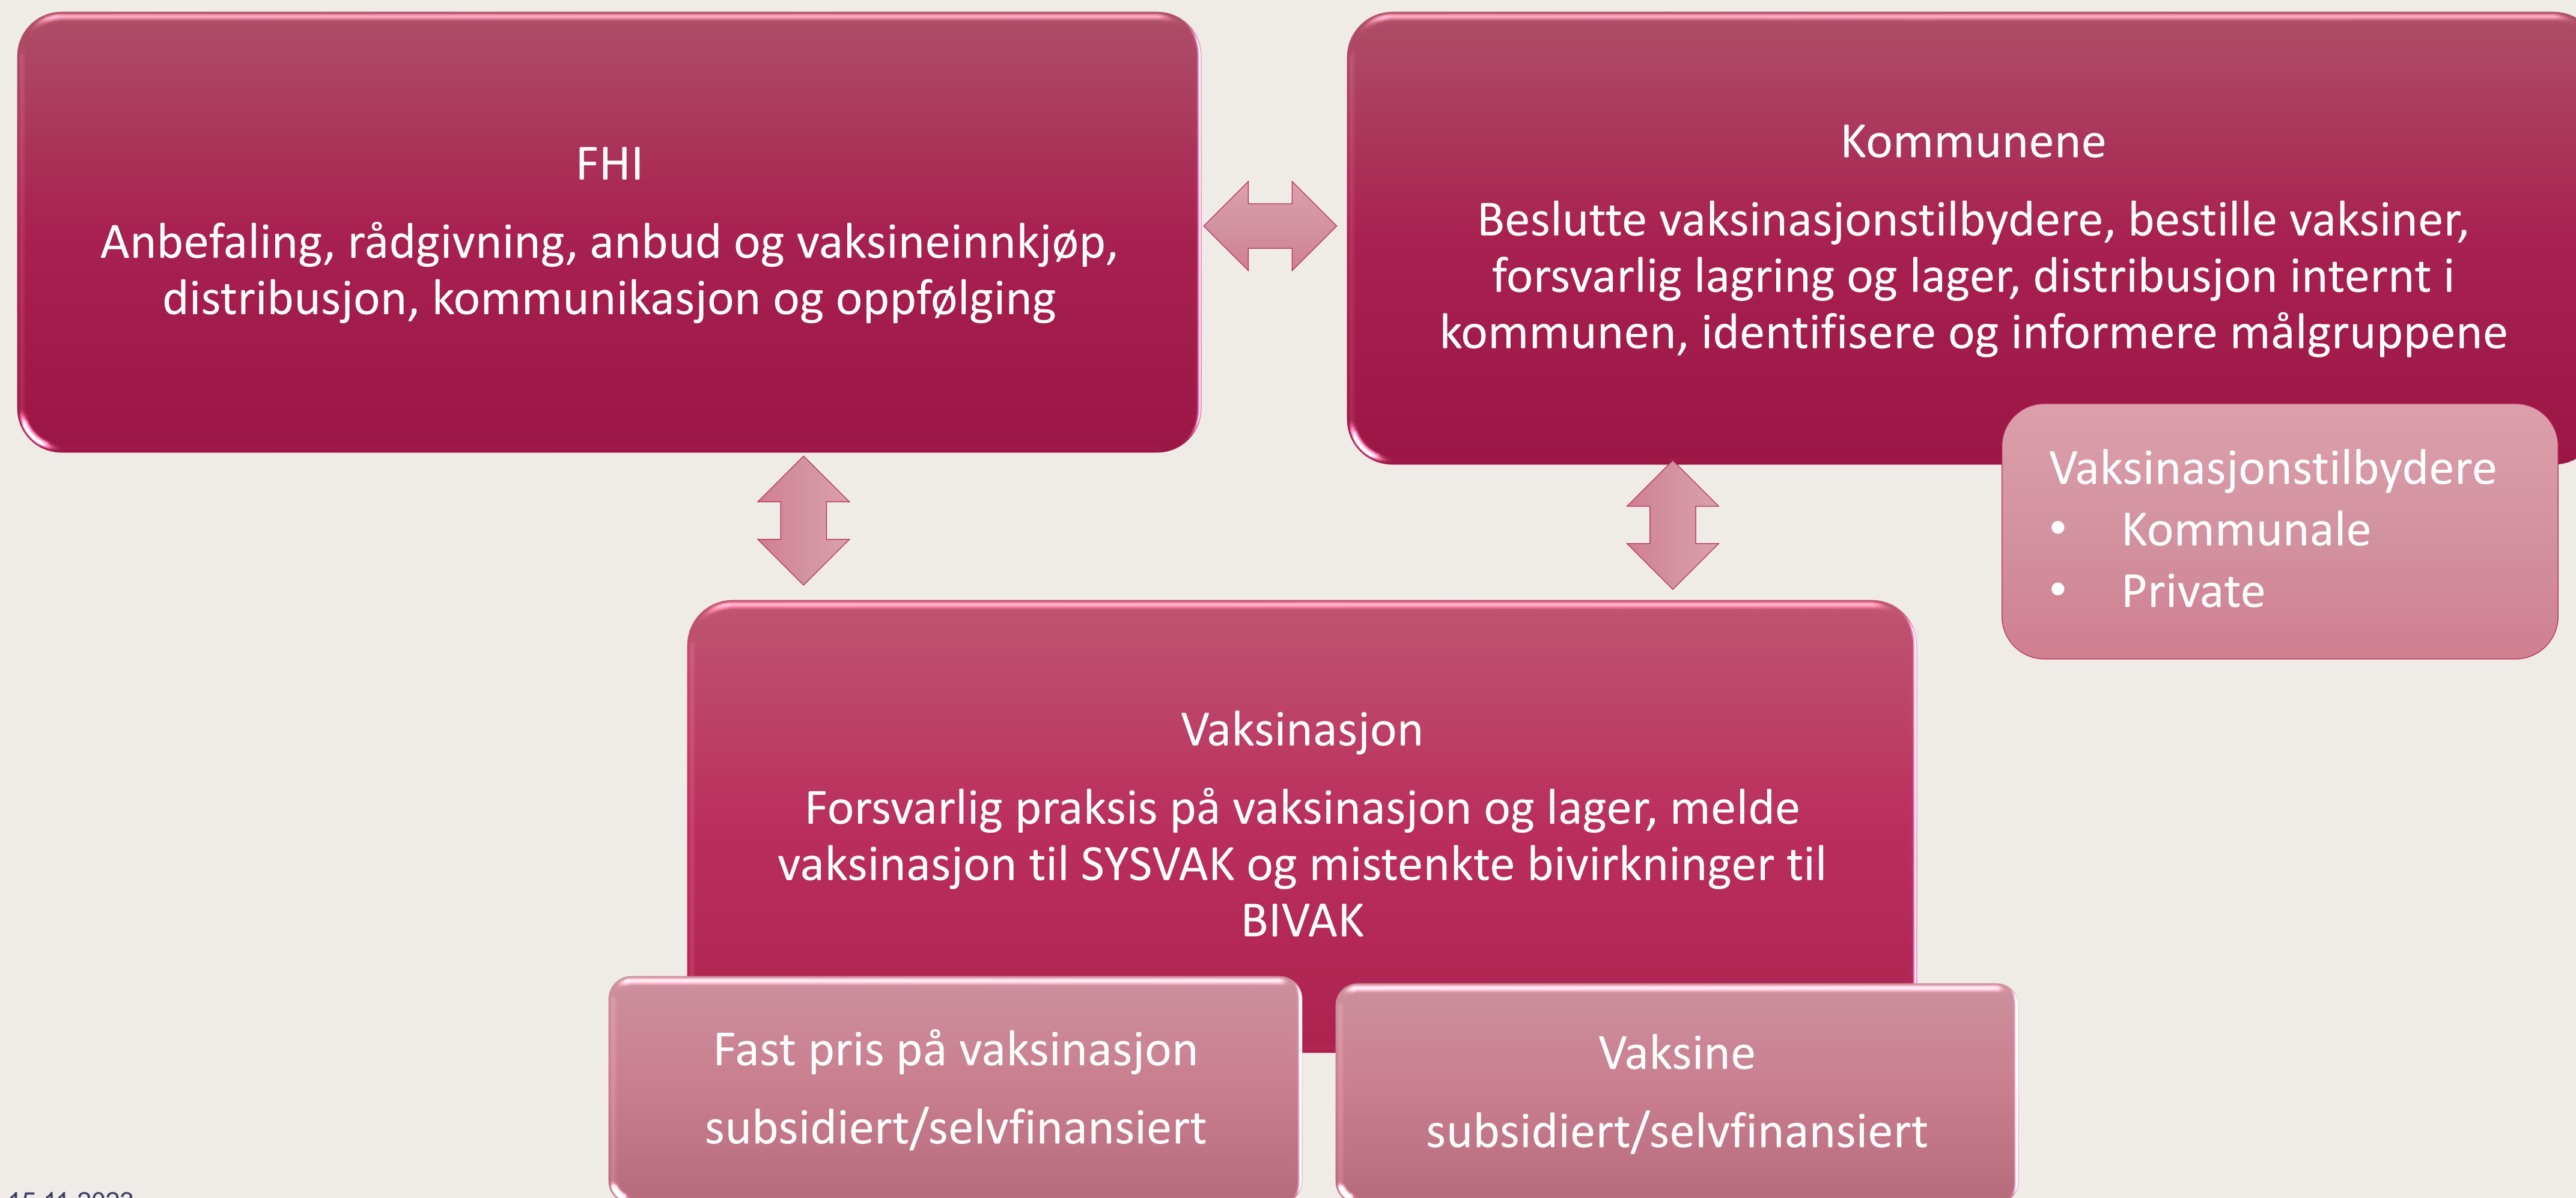 FHI
Anbefaling, rådgivning, anbud og vaksineinnkjøp,
distribusjon, kommunikasjon og oppfølging
Kommunene
Beslutte vaksinasjonstilbydere, bestille vaksiner,
forsvarlig lagring og lager, distribusjon internt i
kommunen, identifisere og informere målgruppene
Vaksinasjonstilbydere
• Kommunale
• Private
Vaksinasjon
Forsvarlig praksis på vaksinasjon og lager, melde
vaksinasjon til SYSVAK og mistenkte bivirkninger til
BIVAK
Fast pris på vaksinasjon
subsidiert/selvfinansiert
Vaksine
subsidiert/selvfinansiert